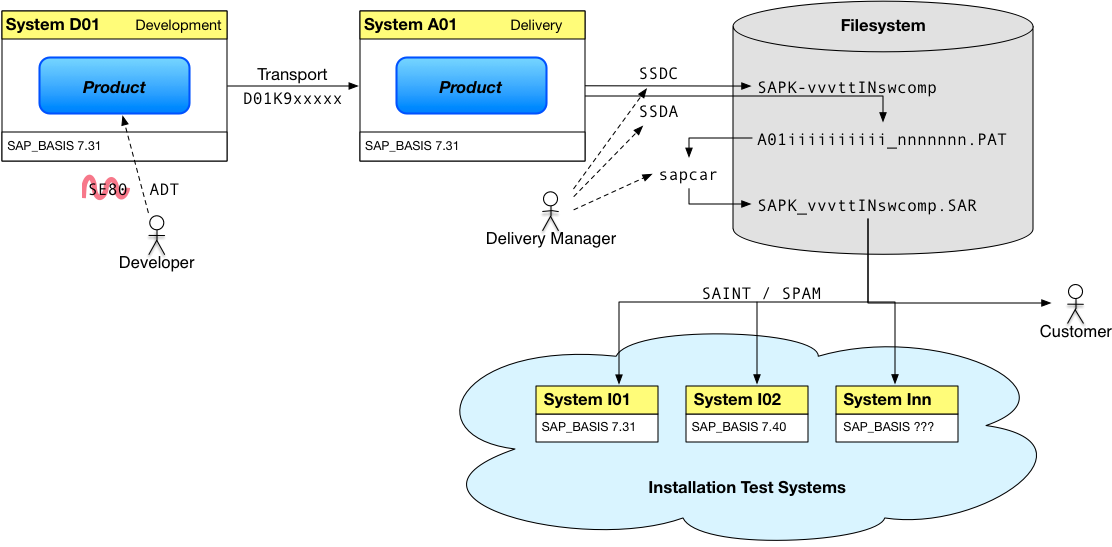 System D01 Development
Product
SAP_BASIS 7.31
SE80 ADT
Developer
Transport
D01K9xxxxx
System A01 Delivery
Product
SAP_BASIS 7.31
SSDC
SSDA
sapcar
Delivery Manager
Filesystem
SAPK-vvvttINswcomp
A01iiiiiiiiii_nnnnnnn.PAT
SAPK_vvvttINswcomp.SAR
SAINT / SPAM
Customer
System I01
SAP_BASIS 7.31
System I02
SAP_BASIS 7.40
System Inn
SAP_BASIS ???
Installation Test Systems